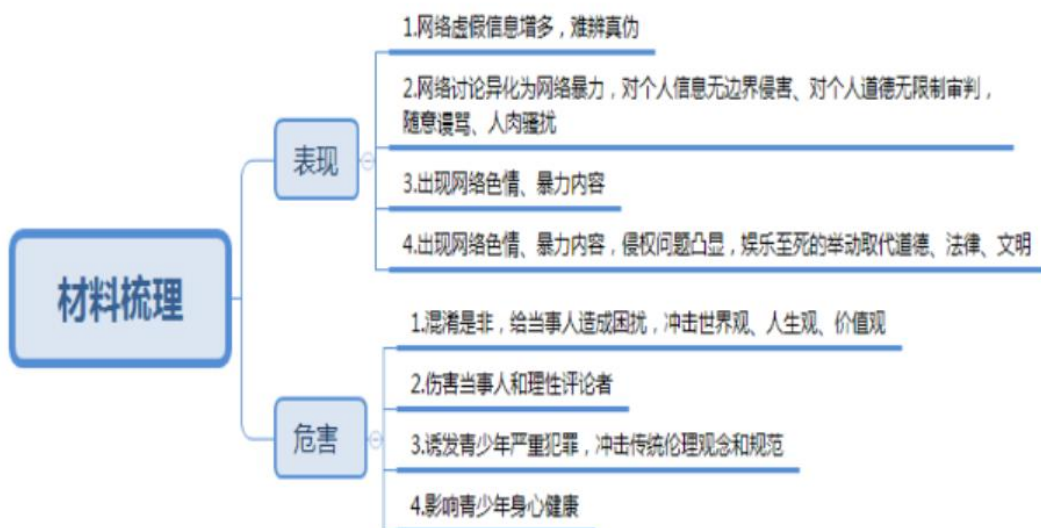 材料梳理
表现
1.网络虚假信息增多，难辨真伪
2.网络讨论异化为网络暴力，对个人信息无边界侵害、对个人道德无限制审判，
随意谩骂、人肉骚扰
3.出现网络色情、暴力内容
4.出现网络色情、暴力内容，侵权问题凸显，娱乐至死的举动取代道德、法律、文明
危害
1.混淆是非，给当事人造成困扰，冲击世界观、人生观、价值观
2.伤害当事人和理性评论者
3.诱发青少年严重犯罪，冲击传统伦理观念和规范
4.影响青少年身心健康